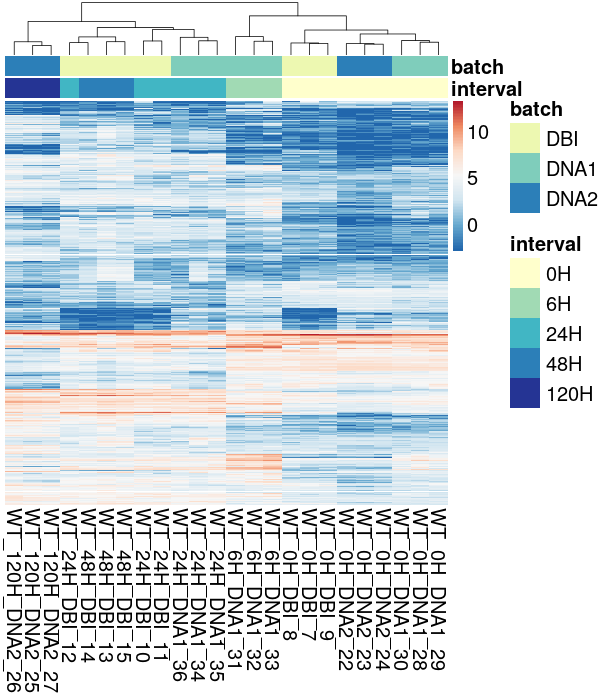 batch
interval
10
5
0
batch
DBI
DNA1
DNA2
interval
0H
6H
24H
48H
120H
WT_120H_DNA2_26
WT_120H_DNA2_25
WT_120H_DNA2_27
WT_24H_DBI_12
WT_48H_DBI_14
WT_48H_DBI_13
WT_48H_DBI_15
WT_24H_DBI_10
WT_24H_DBI_11
WT_24H_DNA1_36
WT_24H_DNA1_34
WT_24H_DNA1_35
WT_6H_DNA1_31
WT_6H_DNA1_32
WT_6H_DNA1_33
WT_0H_DBI_8
WT_0H_DBI_7
WT_0H_DBI_9
WT_0H_DNA2_22
WT_0H_DNA2_23
WT_0H_DNA2_24
WT_0H_DNA1_30
WT_0H_DNA1_28
WT_0H_DNA1_29